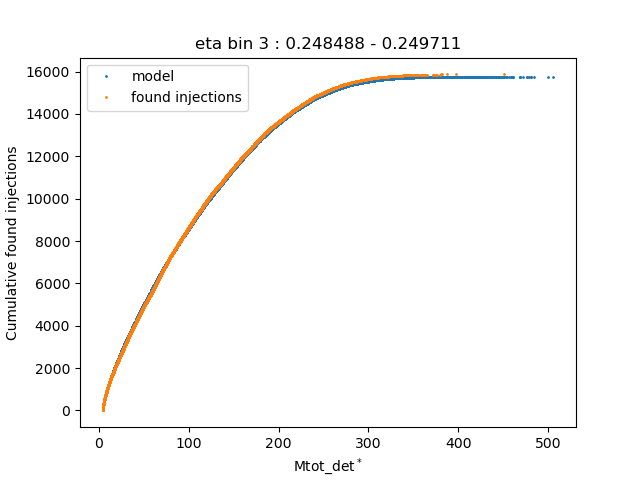 eta bin 3 : 0.248488 - 0.249711
model
found injections
Cumulative found injections
16000
14000
12000
10000
8000
6000
4000
2000
0
0 100 200 300 400 500
Mtot_det*